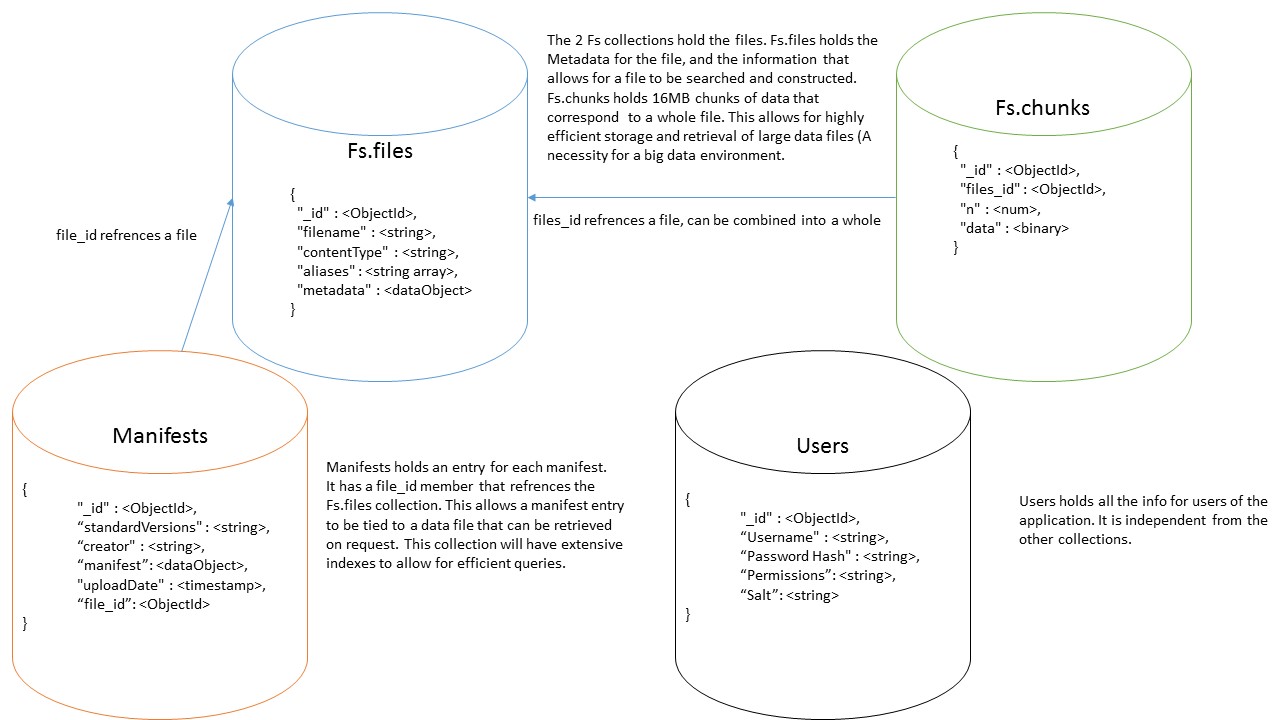 The 2 Fs collections hold the files. Fs.files holds the
Metadata for the file, and the information that
allows for a file to be searched and constructed.
Fs.chunks holds 16MB chunks of data that
correspond to a whole file. This allows for highly
efficient storage and retrieval of large data files (A
necessity for a big data environment.
Fs.files
{
"_id" : <ObjectId>,
"filename" : <string>,
"contentType" : <string>,
"aliases" : <string array>,
"metadata" : <dataObject>
}
Fs.chunks
{
"_id" : <ObjectId>,
"files_id" : <ObjectId>,
"n" : <num>,
"data" : <binary>
}
file_id refrences a file
files_id refrences a file, can be combined into a whole
Manifests
{
"_id" : <ObjectId>,
“standardVersions" : <string>,
“creator" : <string>,
“manifest”: <dataObject>,
"uploadDate" : <timestamp>,
“file_id”: <ObjectId>
}
Manifests holds an entry for each manifest.
It has a file_id member that refrences the
Fs.files collection. This allows a manifest entry
to be tied to a data file that can be retrieved
on request. This collection will have extensive
indexes to allow for efficient queries.
Users
{
"_id" : <ObjectId>,
“Username" : <string>,
“Password Hash" : <string>,
“Permissions”: <string>,
“Salt”: <string>
}
Users holds all the info for users of the
application. It is independent from the
other collections.